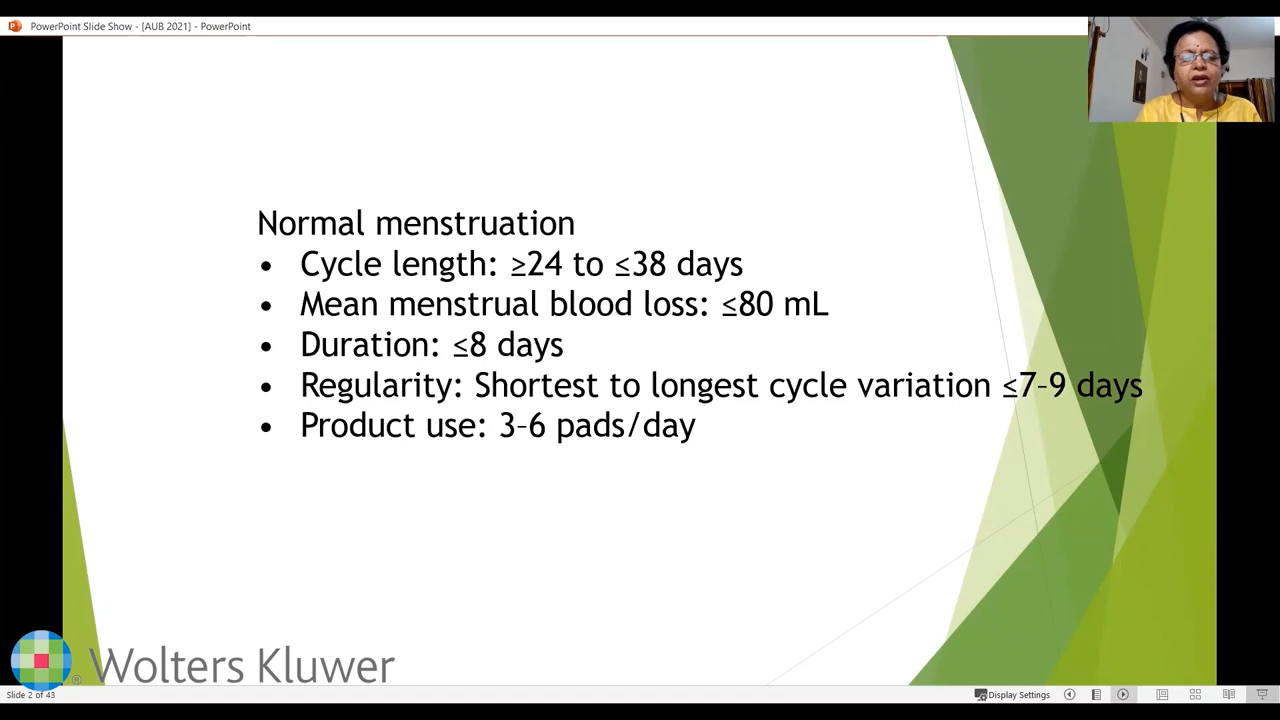 PowerPoint Slide Show - [AUB 2021] - PowerPoint
Normal menstruation
• Cycle length: ≥24 to ≤38 days
• Mean menstrual blood loss: ≤80 mL
• Duration: ≤8 days
• Regularity: Shortest to longest cycle variation ≤7–9 days
• Product use: 3–6 pads/day
Wolters Kluwer®
Slide 2 of 43
Display Settings